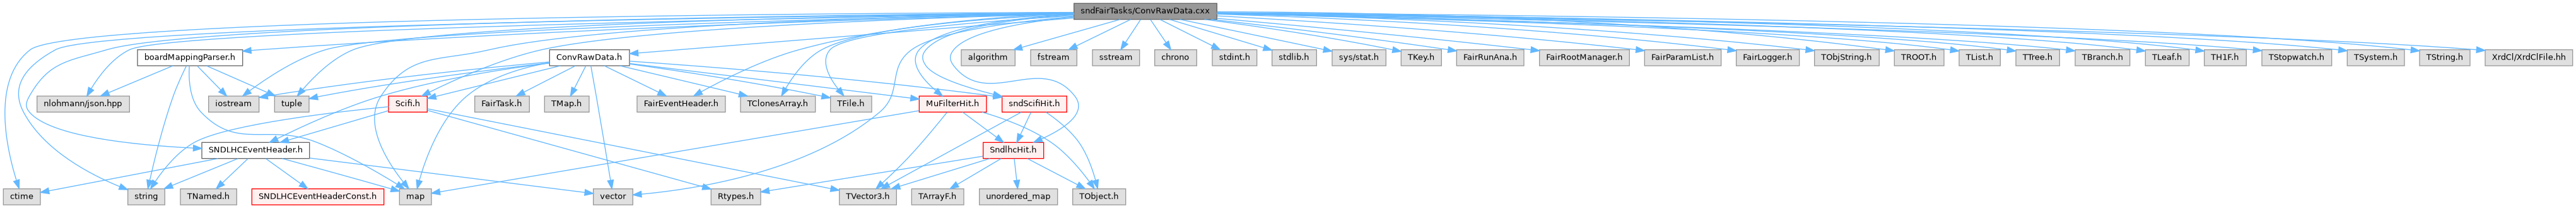 sndFairTasks/ConvRawData.cxx
boardMappingParser.h
ConvRawData.h
algorithm
fstream
sstream
chrono
stdint.h
stdlib.h
sys/stat.h
TKey.h
FairRunAna.h
FairRootManager.h
FairParamList.h
FairLogger.h
TObjString.h
TROOT.h
TList.h
TTree.h
TBranch.h
TLeaf.h
TH1F.h
TStopwatch.h
TSystem.h
TString.h
XrdCl/XrdClFile.hh
nlohmann/json.hpp
iostream
tuple
Scifi.h
FairTask.h
TMap.h
FairEventHeader.h
TClonesArray.h
TFile.h
MuFilterHit.h
sndScifiHit.h
SNDLHCEventHeader.h
SndlhcHit.h
ctime
string
TNamed.h
SNDLHCEventHeaderConst.h
map
vector
Rtypes.h
TVector3.h
TArrayF.h
unordered_map
TObject.h